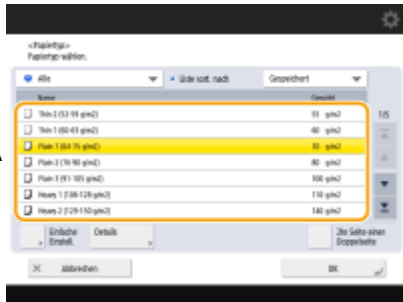 <Papiertyp>
Papiertyp wählen.
Alle
Liste sort. nach
Gespeichert
Name
Gewicht
Thin 2 (52-59 g/m2)
55 g/m2
Thin 1 (60-63 g/m2)
60 g/m2
Plain 1 (64-75 g/m2)
70 g/m2
Plain 2 (76-90 g/m2)
80 g/m2
Plain 3 (91-105 g/m2)
100 g/m2
Heavy 1 (106-128 g/m2)
110 g/m2
Heavy 2 (129-150 g/m2)
140 g/m2
1/5
Einfache
Einstell.
Details
2te Seite einer
Doppelseite
Abbrechen
OK